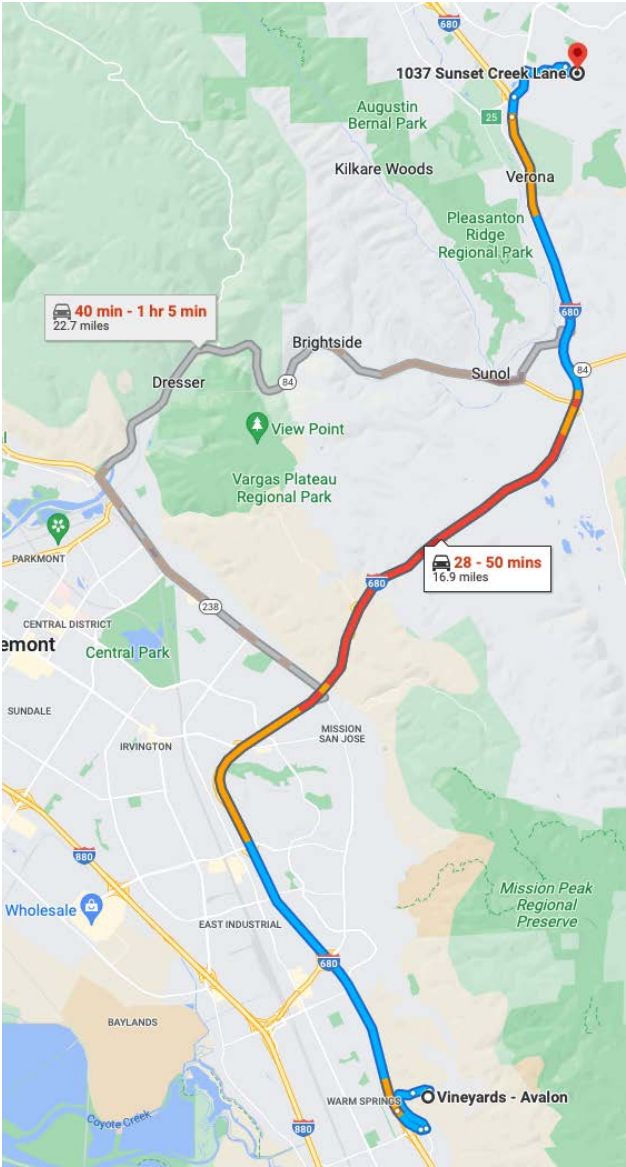 680
1037 Sunset Creek Lane
Augustin
Bernal Park
25
Kilkare Woods
Verona
Pleasanton
Ridge
Regional Park
40 min - 1 hr 5 min
22.7 miles
680
Brightside
84
Sunol
Dresser
84
View Point
Vargas Plateau
Regional Park
PARKMONT
28 - 50 mins
16.9 miles
680
238
CENTRAL DISTRICT
emont
Central Park
SUNDALE
MISSION
SAN JOSE
IRVINGTON
880
Mission Peak
Regional
Preserve
Wholesale
EAST INDUSTRIAL
680
BAYLANDS
WARM SPRINGS
Vineyards - Avalon
Coyote Creek
880